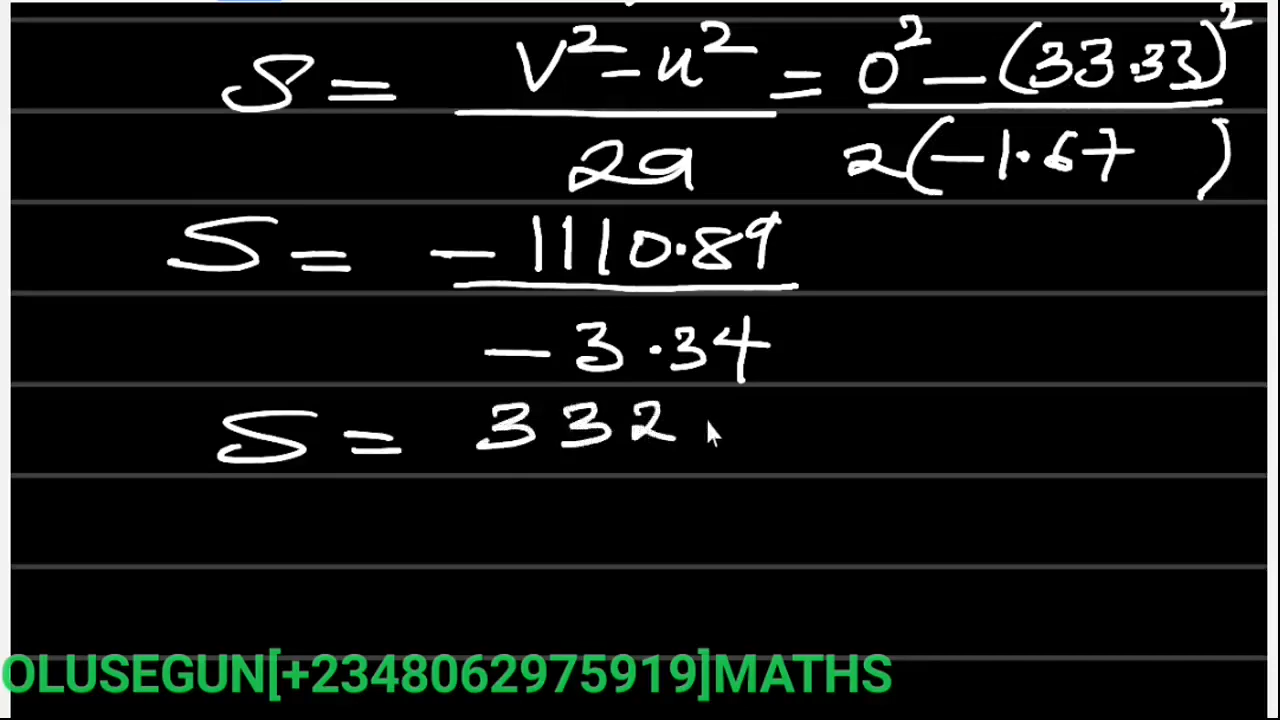 S = v² - u² / 2a = 0² - (33.33)² / 2(-1.67 )
S = -1110.89 / -3.34
S = 332
OLUSEGUN[+2348062975919]MATHS